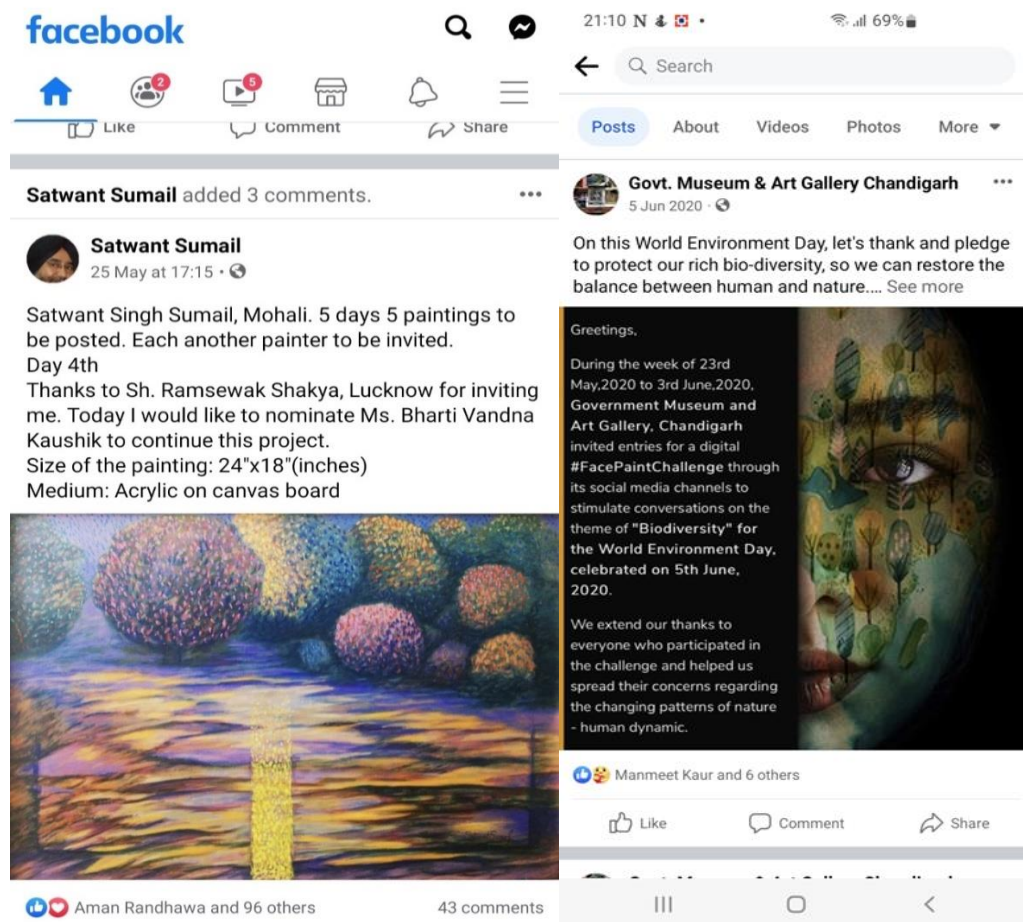 facebook
2
5
Like
Comment
Share
Satwant Sumail added 3 comments.
Satwant Sumail
25 May at 17:15 ·
Satwant Singh Sumail, Mohali. 5 days 5 paintings to
be posted. Each another painter to be invited.
Day 4th
Thanks to Sh. Ramsewak Shakya, Lucknow for inviting
me. Today I would like to nominate Ms. Bharti Vandna
Kaushik to continue this project.
Size of the painting: 24"x18"(inches)
Medium: Acrylic on canvas board
Aman Randhawa and 96 others
43 comments
21:10 N
69%
Search
Posts
About
Videos
Photos
More
Govt. Museum & Art Gallery Chandigarh
5 Jun 2020 ·
On this World Environment Day, let's thank and pledge
to protect our rich bio-diversity, so we can restore the
balance between human and nature.... See more
Greetings,
During the week of 23rd
May,2020 to 3rd June,2020,
Government Museum and
Art Gallery, Chandigarh
invited entries for a digital
#FacePaintChallenge through
its social media channels to
stimulate conversations on the
theme of "Biodiversity" for
the World Environment Day,
celebrated on 5th June,
2020.
We extend our thanks to
everyone who participated in
the challenge and helped us
spread their concerns regarding
the changing patterns of nature
- human dynamic.
Manmeet Kaur and 6 others
Like
Comment
Share